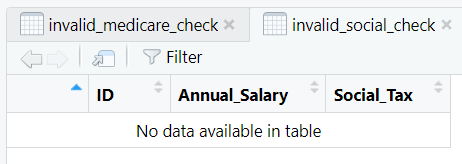 invalid_medicare_check × invalid_social_check ×
Filter
ID Annual_Salary Social_Tax
No data available in table